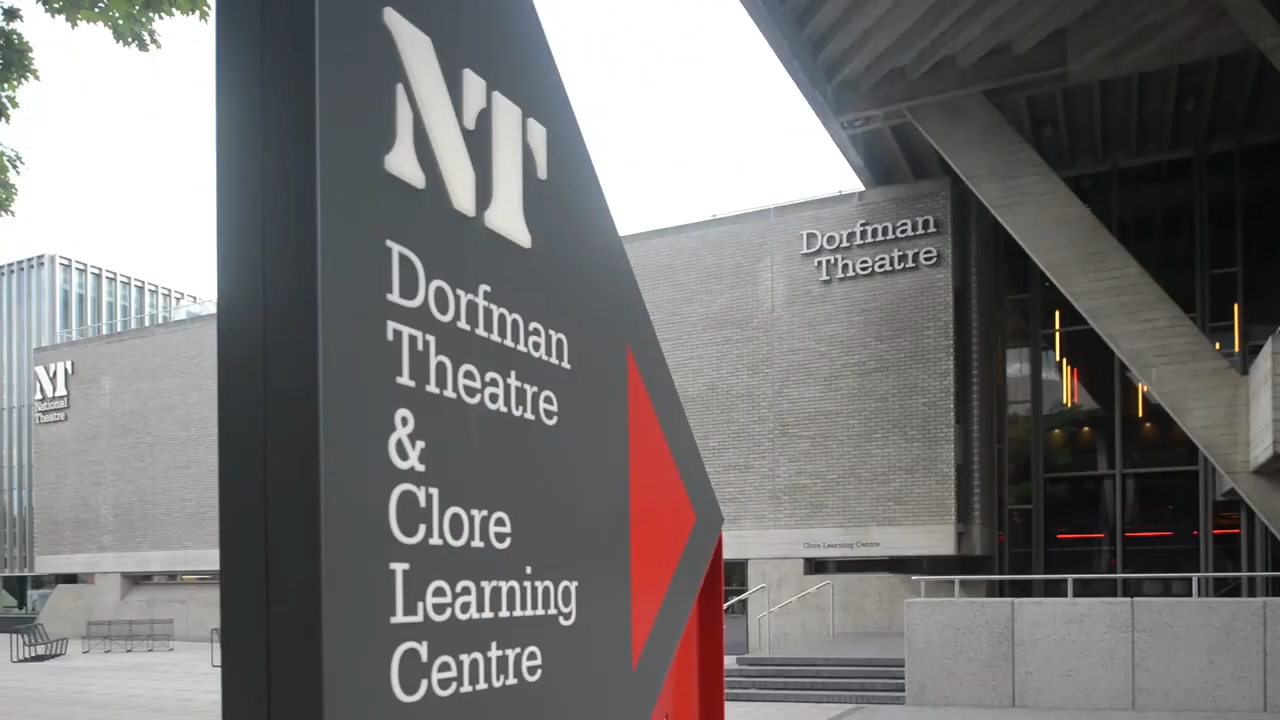 NT
Dorfman
Theatre
&
Clore
Learning
Centre
Dorfman
Theatre
NT
National
Theatre
Clore Learning Centre